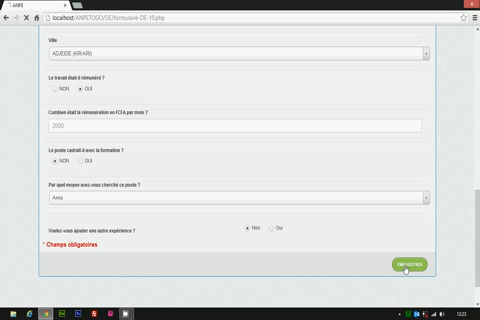 ANPE
localhost/ANPETOGO/DE/formulaire-DE-10.php
Ville
ADJEIDE (KRI-KRI)
Le travail était-il rémunéré ?
NON OUI
Combien était la rémunération en FCFA par mois ?
2000
Le poste cadrait-il avec la formation ?
NON OUI
Par quel moyen avez-vous cherché ce poste ?
Amis
Voulez-vous ajouter une autre expérience ?
Non Oui
* Champs obligatoires
12:23